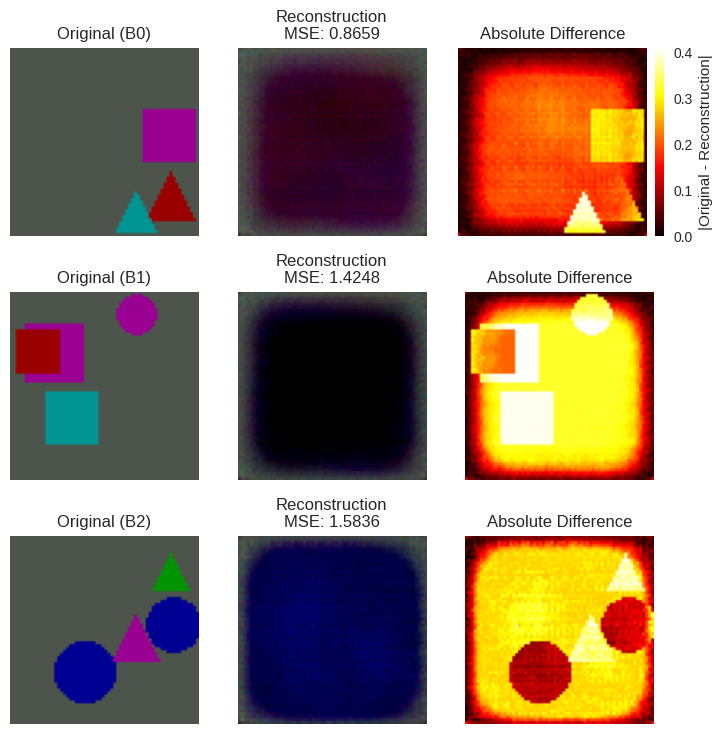 Original (B0)
Reconstruction
MSE: 0.8659
Absolute Difference
0.4
0.3
0.2
0.1
0.0
|Original - Reconstruction|
Original (B1)
Reconstruction
MSE: 1.4248
Absolute Difference
Original (B2)
Reconstruction
MSE: 1.5836
Absolute Difference